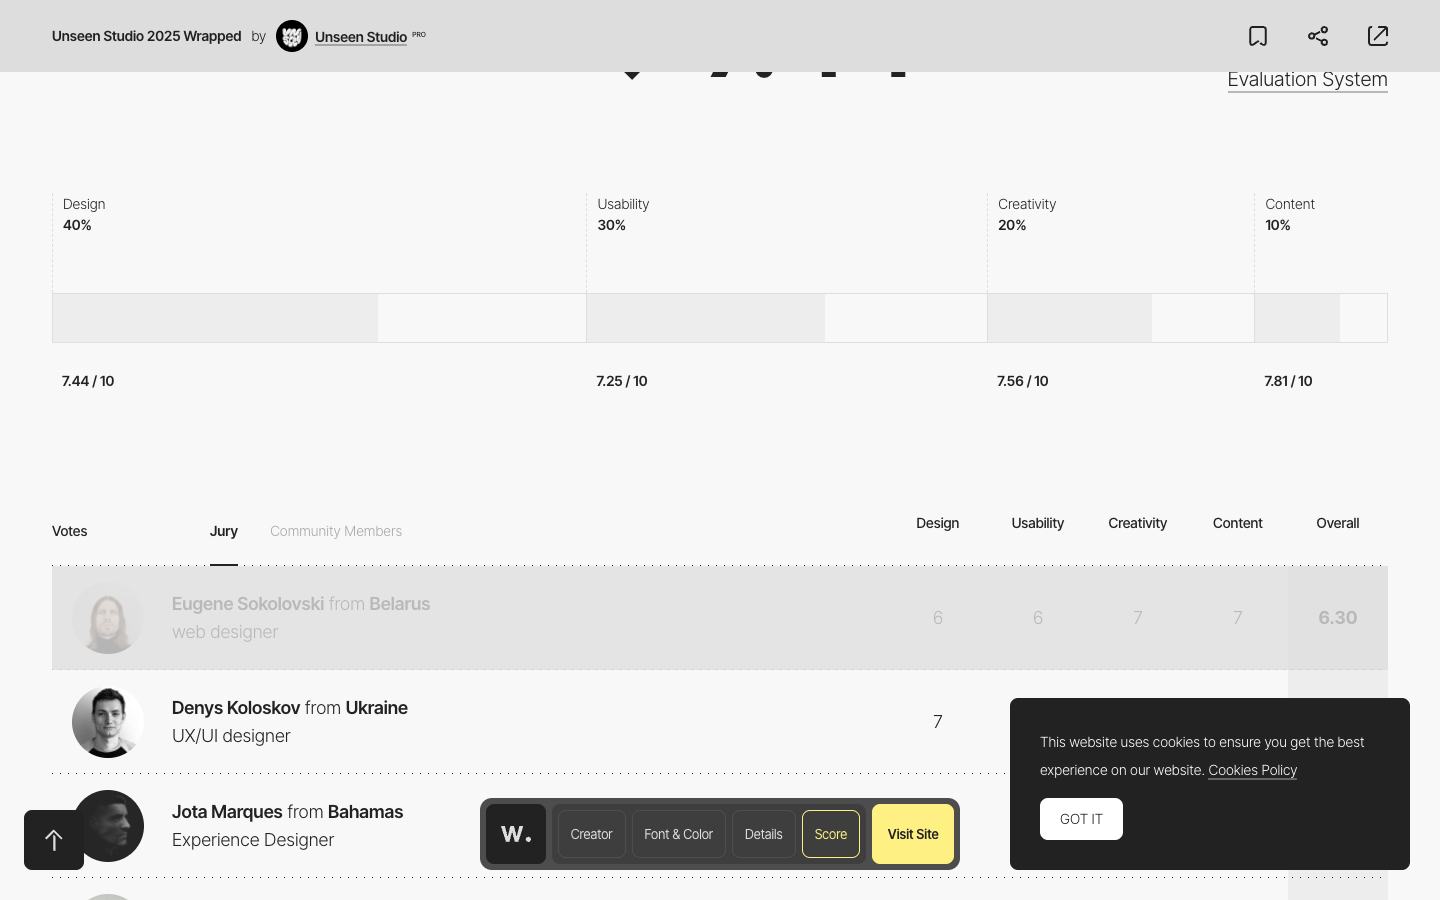 Unseen Studio 2025 Wrapped by Unseen Studio PRO
Evaluation System
Design Usability Creativity Content
40% 30% 20% 10%
7.44 / 10 7.25 / 10 7.56 / 10 7.81 / 10
Votes Jury Community Members Design Usability Creativity Content Overall
Eugene Sokolovski from Belarus
web designer
6 6 7 7 6.30
Denys Koloskov from Ukraine
UX/UI designer
7
This website uses cookies to ensure you get the best
experience on our website. Cookies Policy
GOT IT
Jota Marques from Bahamas
Experience Designer
W. Creator Font & Color Details Score Visit Site